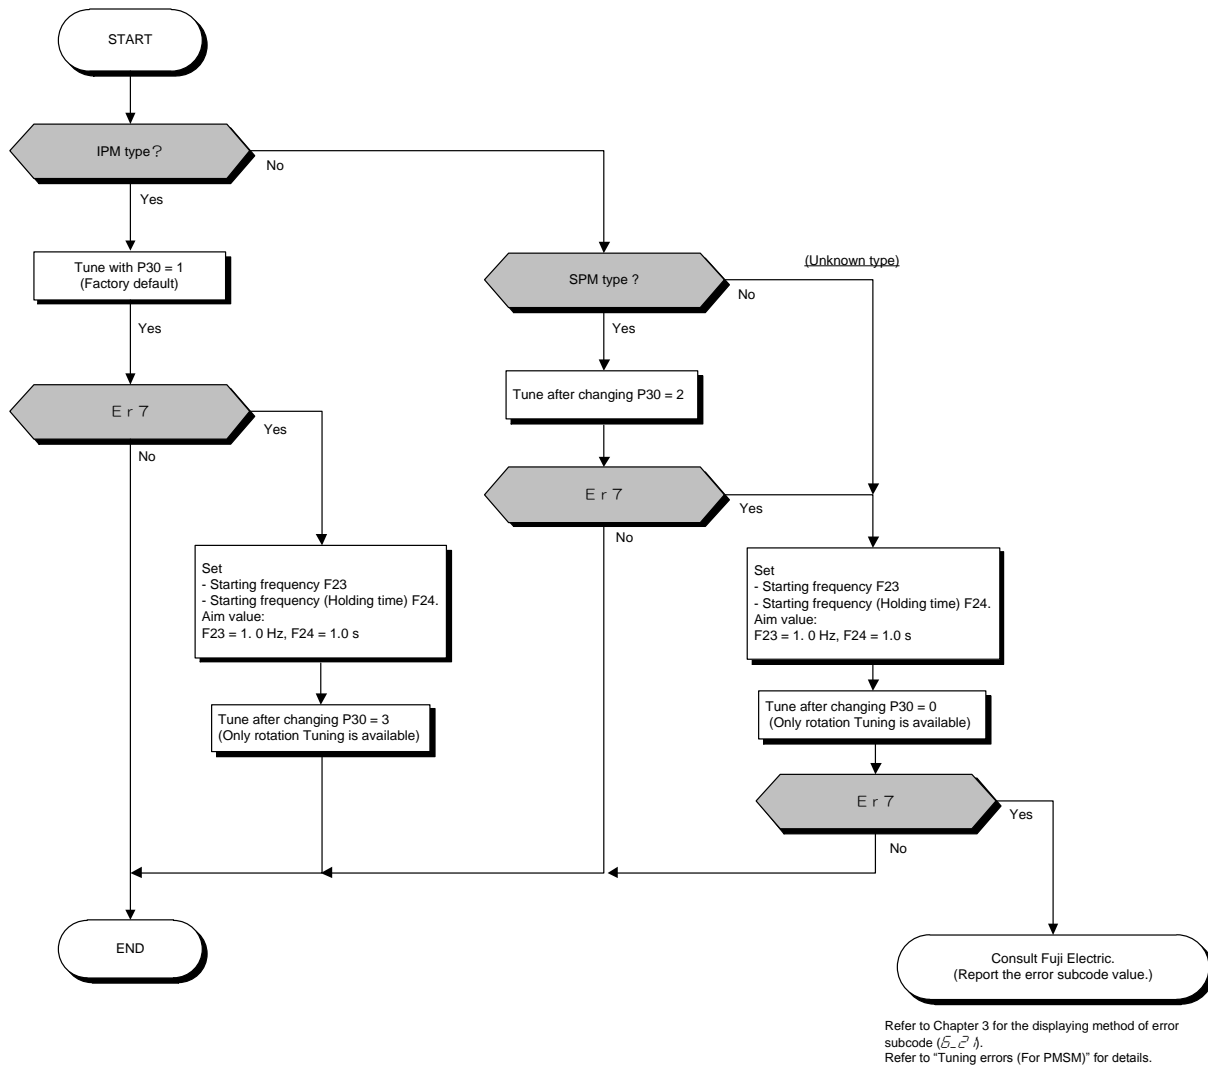 START
IPM type?
No
Yes
Tune with P30 = 1
(Factory default)
Yes
(Unknown type)
SPM type ?
No
Yes
Tune after changing P30 = 2
Er7
Yes
No
Er7
Yes
No
Set
- Starting frequency F23
- Starting frequency (Holding time) F24.
Aim value:
F23 = 1. 0 Hz, F24 = 1.0 s
Set
- Starting frequency F23
- Starting frequency (Holding time) F24.
Aim value:
F23 = 1. 0 Hz, F24 = 1.0 s
Tune after changing P30 = 3
(Only rotation Tuning is available)
Tune after changing P30 = 0
(Only rotation Tuning is available)
Er7
Yes
No
END
Consult Fuji Electric.
(Report the error subcode value.)
Refer to Chapter 3 for the displaying method of error
subcode (6_21).
Refer to “Tuning errors (For PMSM)” for details.